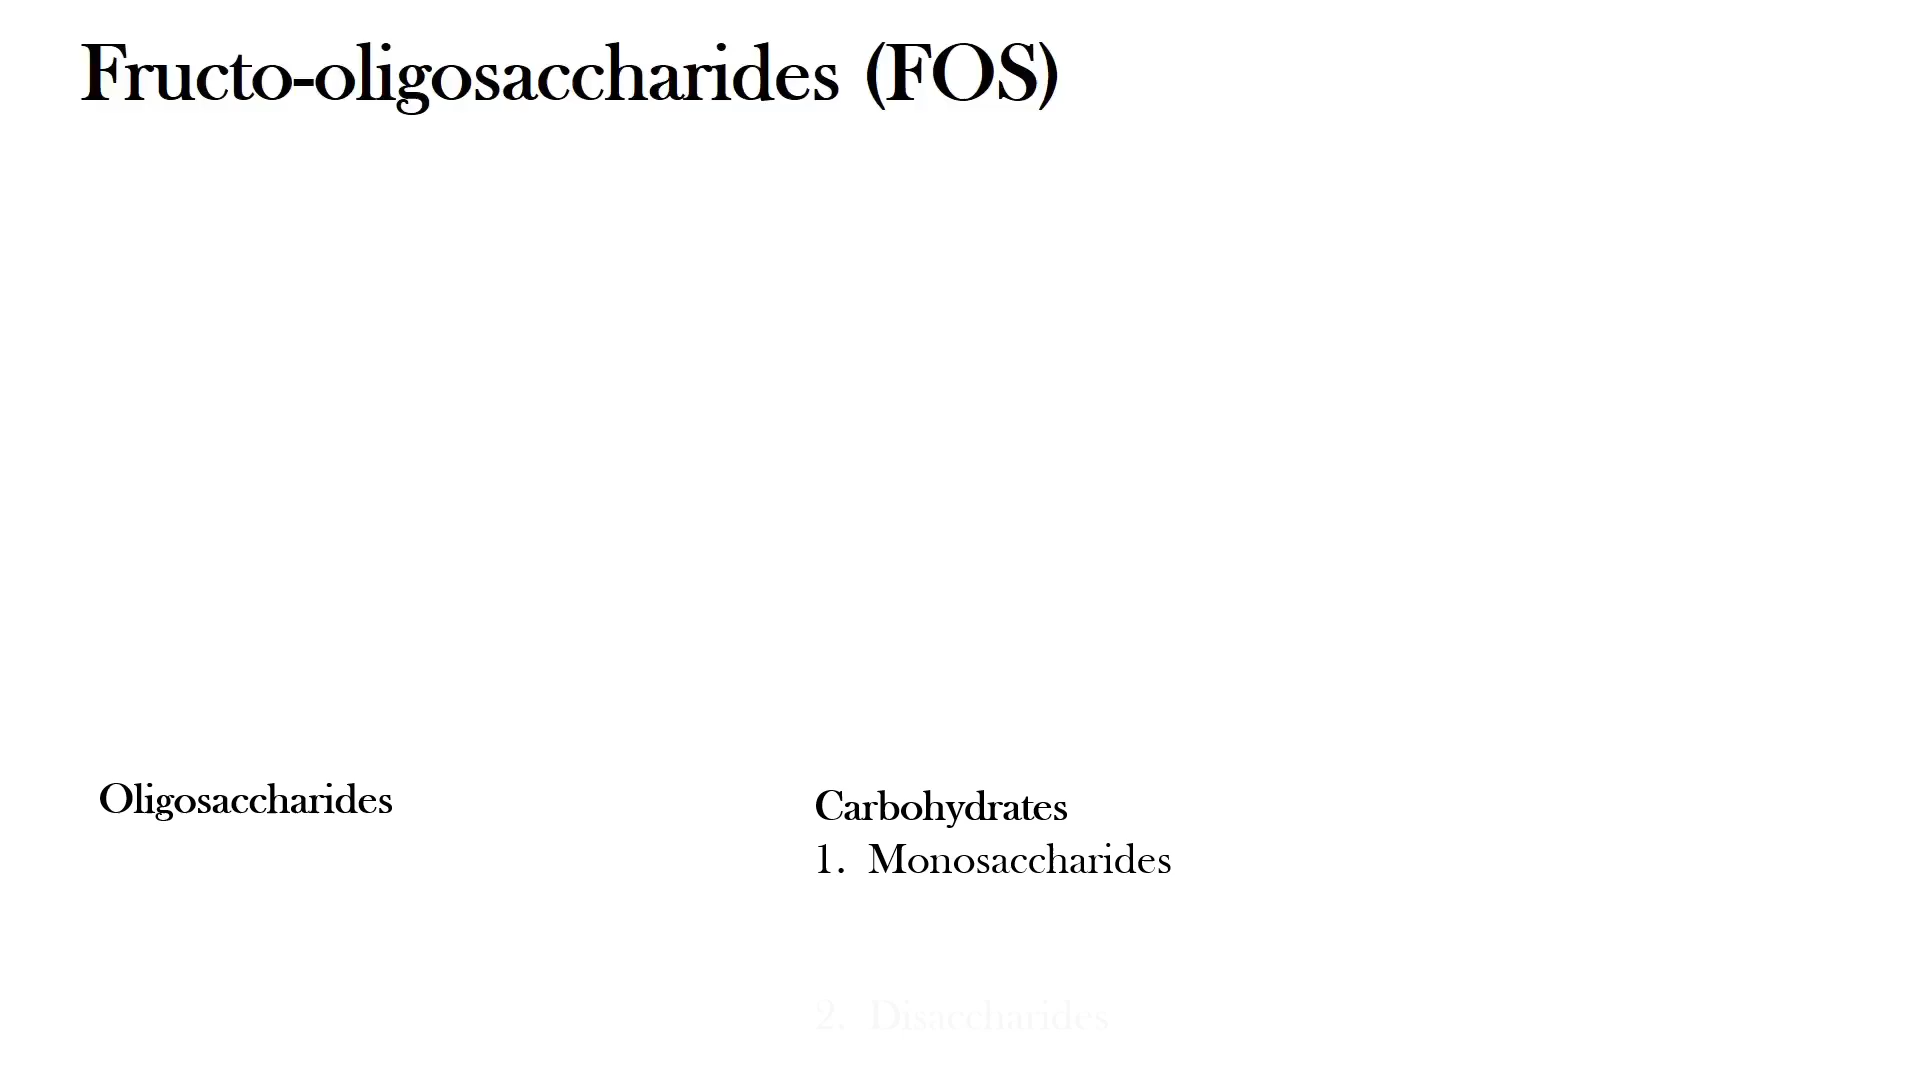 Fructo-oligosaccharides (FOS)
Oligosaccharides
Carbohydrates
1. Monosaccharides
2. Disaccharides